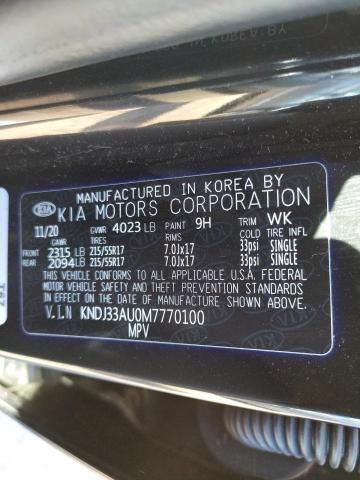 MANUFACTURED IN KOREA BY
KIA KIA MOTORS CORPORATION
11/20 GVWR 4023 LB PAINT 9H TRIM WK
GAWR TIRES RIMS COLD TIRE INFL
FRONT 2315 LB 215/55R17 7.0Jx17 33psi SINGLE
REAR 2094 LB 215/55R17 7.0Jx17 33psi SINGLE
THIS VEHICLE CONFORMS TO ALL APPLICABLE U.S.A. FEDERAL
MOTOR VEHICLE SAFETY, BUMPER, AND THEFT PREVENTION STANDARDS
IN EFFECT ON THE DATE OF MANUFACTURE SHOWN ABOVE.
V.I.N KNDJ33AU0M7770100
MPV